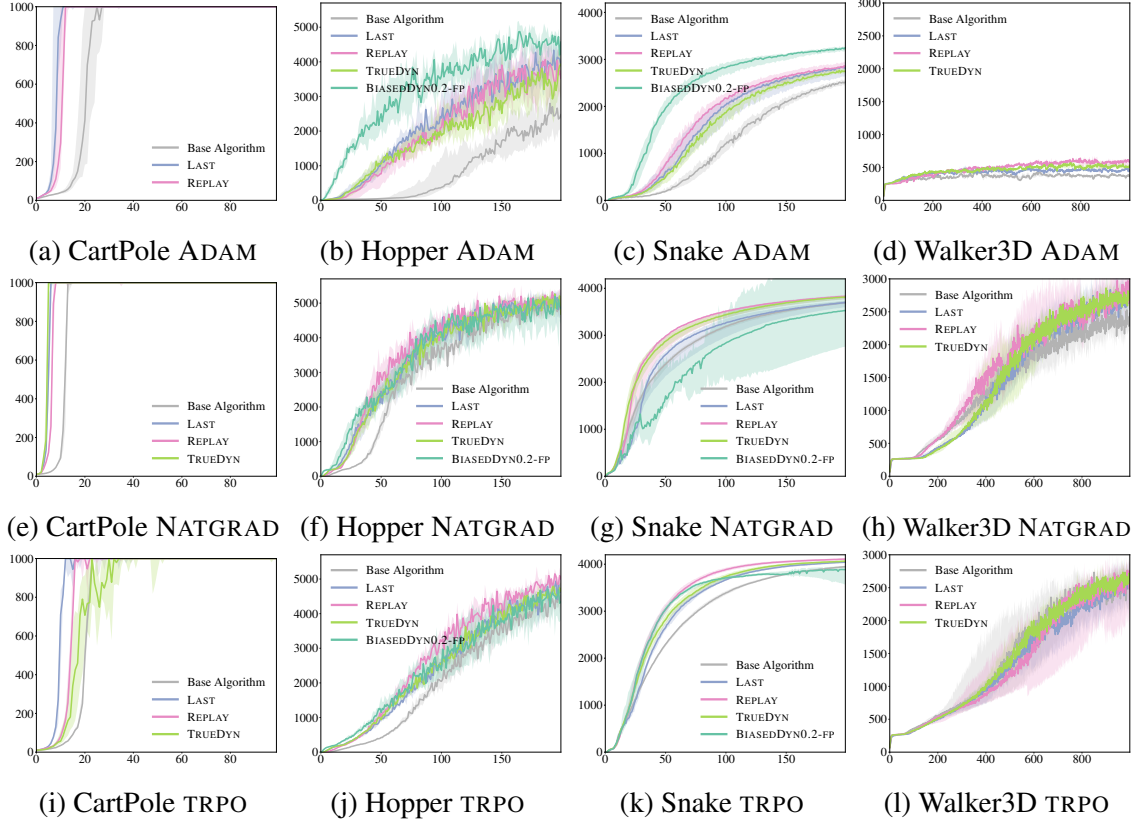 1000
800
600
400
200
0
0 20 40 60 80
Base Algorithm
LAST
REPLAY
(a) CartPole ADAM
5000
4000
3000
2000
1000
0
0 50 100 150
Base Algorithm
LAST
REPLAY
TRUEDYN
BIASEDDYN0.2-FP
(b) Hopper ADAM
4000
3000
2000
1000
0
0 50 100 150
Base Algorithm
LAST
REPLAY
TRUEDYN
BIASEDDYN0.2-FP
(c) Snake ADAM
3000
2500
2000
1500
1000
500
0
0 200 400 600 800
Base Algorithm
LAST
REPLAY
TRUEDYN
(d) Walker3D ADAM
1000
800
600
400
200
0
0 20 40 60 80
Base Algorithm
LAST
REPLAY
TRUEDYN
(e) CartPole NATGRAD
5000
4000
3000
2000
1000
0
0 50 100 150
Base Algorithm
LAST
REPLAY
TRUEDYN
BIASEDDYN0.2-FP
(f) Hopper NATGRAD
4000
3000
2000
1000
0
0 50 100 150
Base Algorithm
LAST
REPLAY
TRUEDYN
BIASEDDYN0.2-FP
(g) Snake NATGRAD
3000
2500
2000
1500
1000
500
0
0 200 400 600 800
Base Algorithm
LAST
REPLAY
TRUEDYN
(h) Walker3D NATGRAD
1000
800
600
400
200
0
0 20 40 60 80
Base Algorithm
LAST
REPLAY
TRUEDYN
(i) CartPole TRPO
5000
4000
3000
2000
1000
0
0 50 100 150
Base Algorithm
LAST
REPLAY
TRUEDYN
BIASEDDYN0.2-FP
(j) Hopper TRPO
4000
3000
2000
1000
0
0 50 100 150
Base Algorithm
LAST
REPLAY
TRUEDYN
BIASEDDYN0.2-FP
(k) Snake TRPO
3000
2500
2000
1500
1000
500
0
0 200 400 600 800
Base Algorithm
LAST
REPLAY
TRUEDYN
(l) Walker3D TRPO